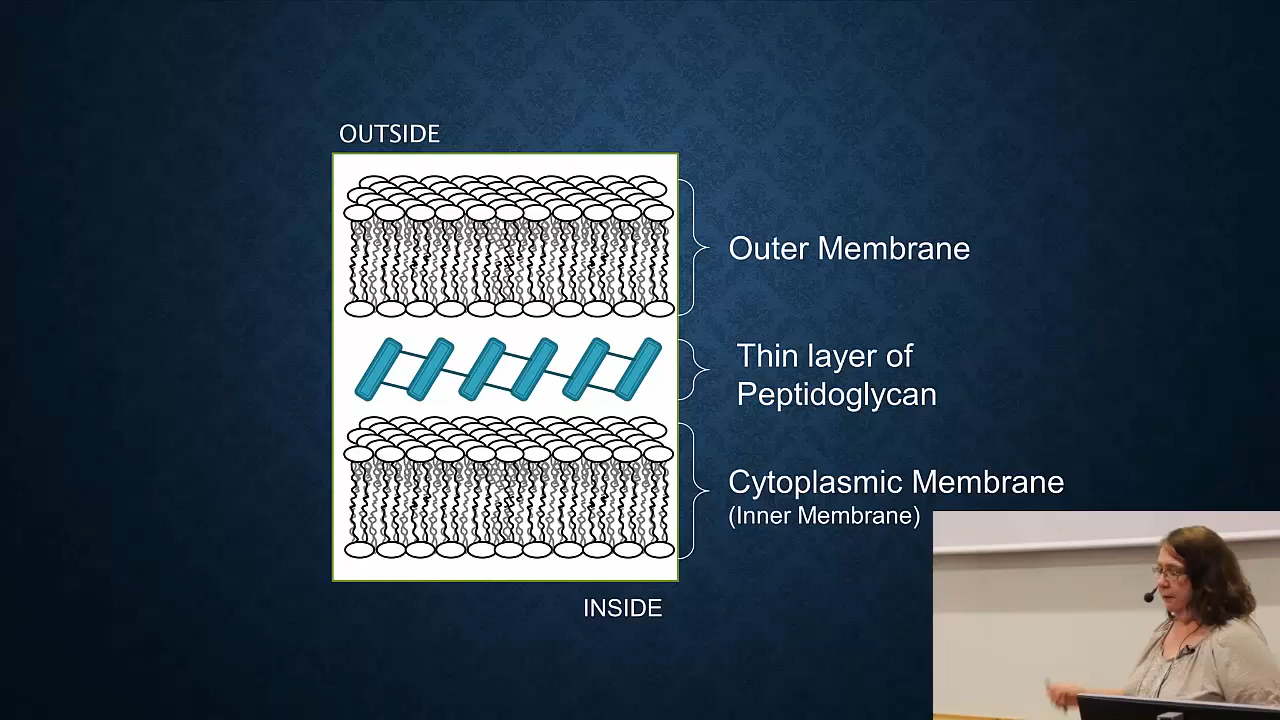 OUTSIDE
Outer Membrane
Thin layer of
Peptidoglycan
Cytoplasmic Membrane
(Inner Membrane)
INSIDE